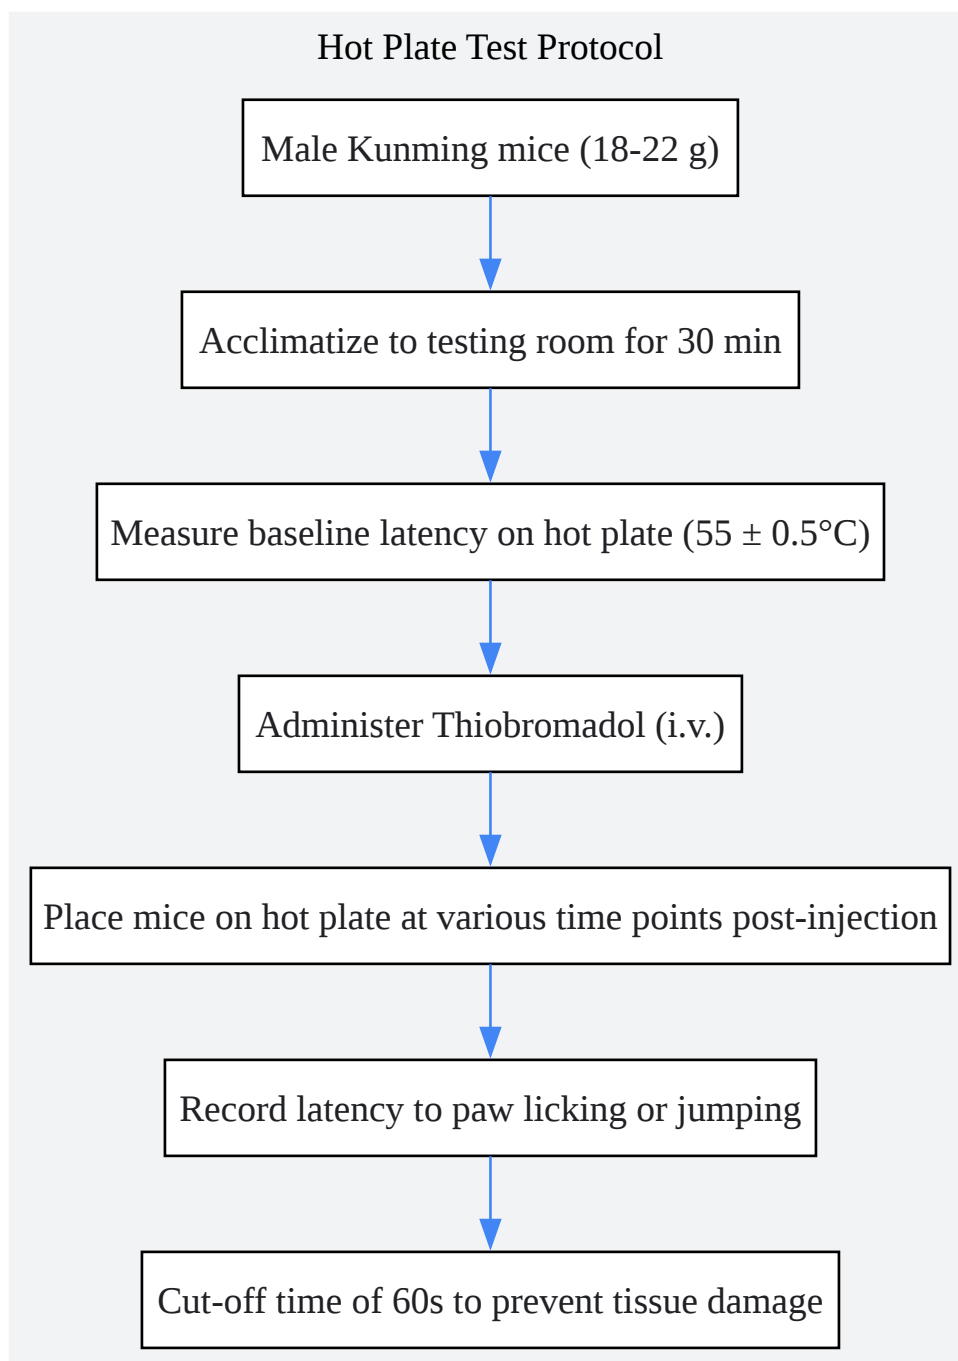 Hot Plate Test Protocol
Male Kunming mice (18-22 g)
Acclimatize to testing room for 30 min
Measure baseline latency on hot plate (55 ± 0.5°C)
Administer Thiobromadol (i.v.)
Place mice on hot plate at various time points post-injection
Record latency to paw licking or jumping
Cut-off time of 60s to prevent tissue damage